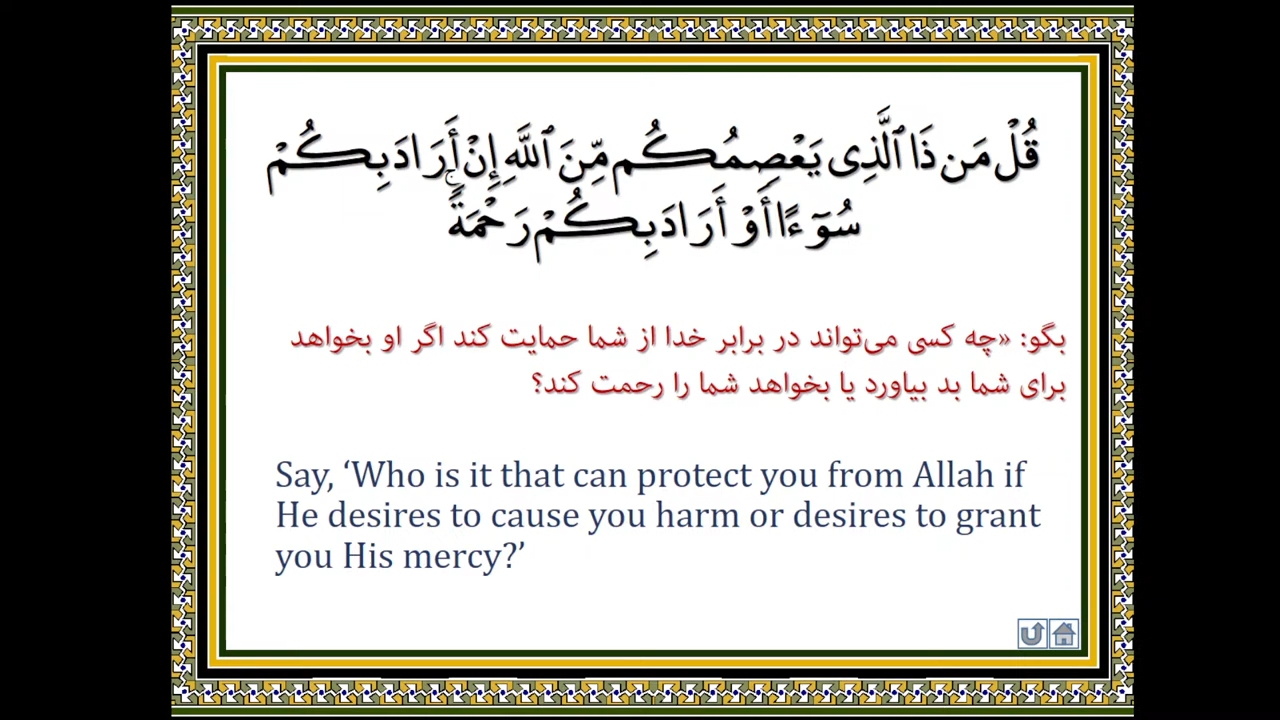 قُلْ مَن ذَا ٱلَّذِى يَعْصِمُكُم مِّنَ ٱللَّهِ إِنْ أَرَادَ بِكُمْ
سُوٓءًا أَوْ أَرَادَ بِكُمْ رَحْمَةًۚ
بگو: «چه کسی می‌تواند در برابر خدا از شما حمایت کند اگر او بخواهد
برای شما بد بیاورد یا بخواهد شما را رحمت کند؟
Say, ‘Who is it that can protect you from Allah if
He desires to cause you harm or desires to grant
you His mercy?’